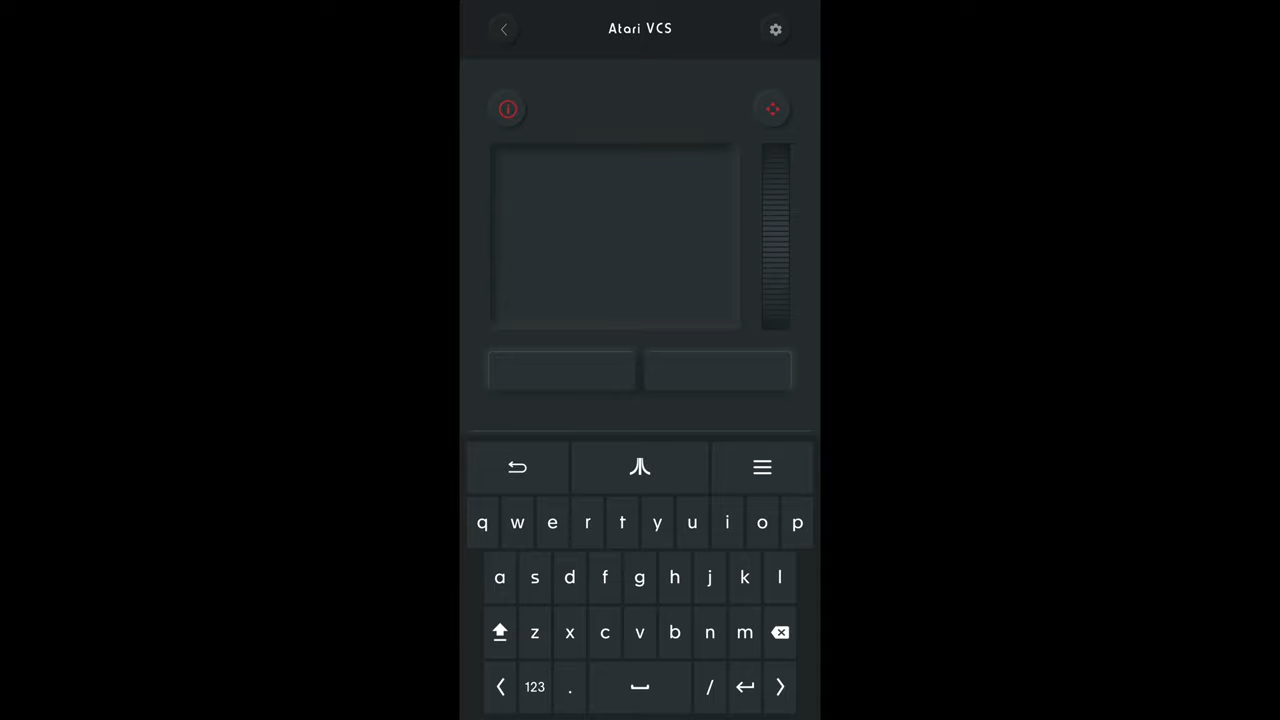 Atari VCS
q w e r t y u i o p
a s d f g h j k l
z x c v b n m
123 . /